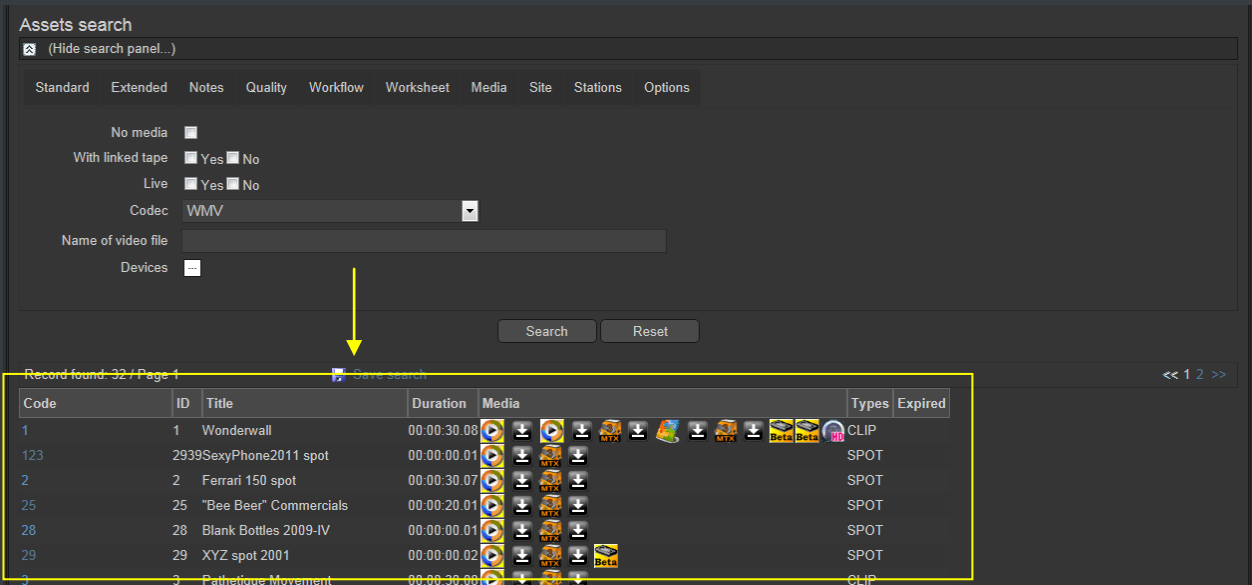 Assets search
(Hide search panel...)
Standard Extended Notes Quality Workflow Worksheet Media Site Stations Options
No media
With linked tape Yes No
Live Yes No
Codec WMV
Name of video file
Devices ...
Search Reset
Record found: 32 / Page 1 Save search << 1 2 >>
Code ID Title Duration Media Types Expired
1 1 Wonderwall 00:00:30.08 MTX MTX Beta Beta HD CLIP
123 2939 SexyPhone2011 spot 00:00:00.01 MTX SPOT
2 2 Ferrari 150 spot 00:00:30.07 MTX SPOT
25 25 "Bee Beer" Commercials 00:00:20.01 MTX SPOT
28 28 Blank Bottles 2009-IV 00:00:00.01 MTX SPOT
29 29 XYZ spot 2001 00:00:00.02 MTX Beta SPOT
3 3 Pathetique Movement 00:00:30.08 CLIP